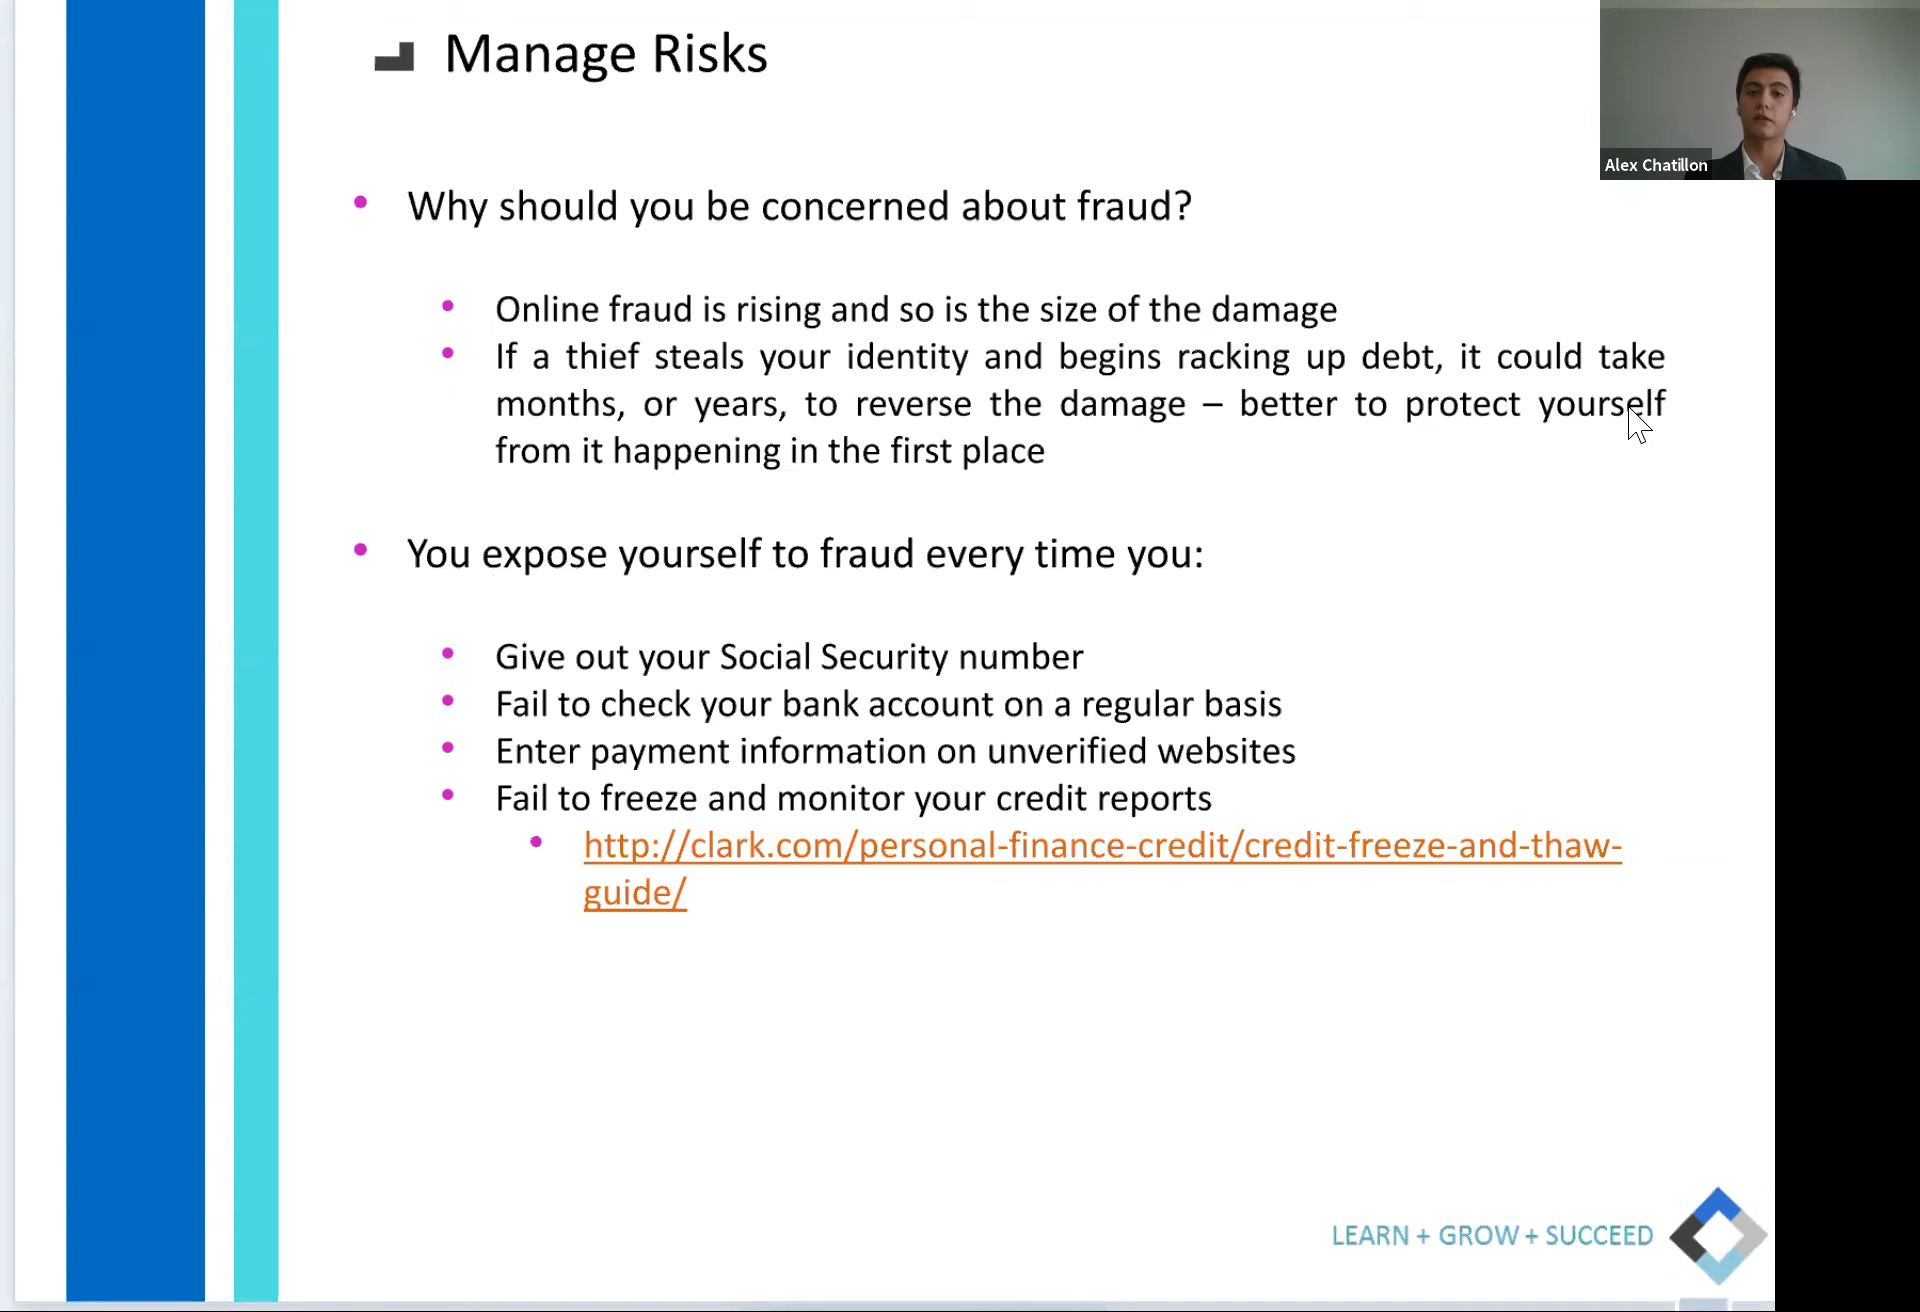 Manage Risks
Alex Chatillon
• Why should you be concerned about fraud?
• Online fraud is rising and so is the size of the damage
• If a thief steals your identity and begins racking up debt, it could take
months, or years, to reverse the damage – better to protect yourself
from it happening in the first place
• You expose yourself to fraud every time you:
• Give out your Social Security number
• Fail to check your bank account on a regular basis
• Enter payment information on unverified websites
• Fail to freeze and monitor your credit reports
• http://clark.com/personal-finance-credit/credit-freeze-and-thaw-
guide/
LEARN + GROW + SUCCEED